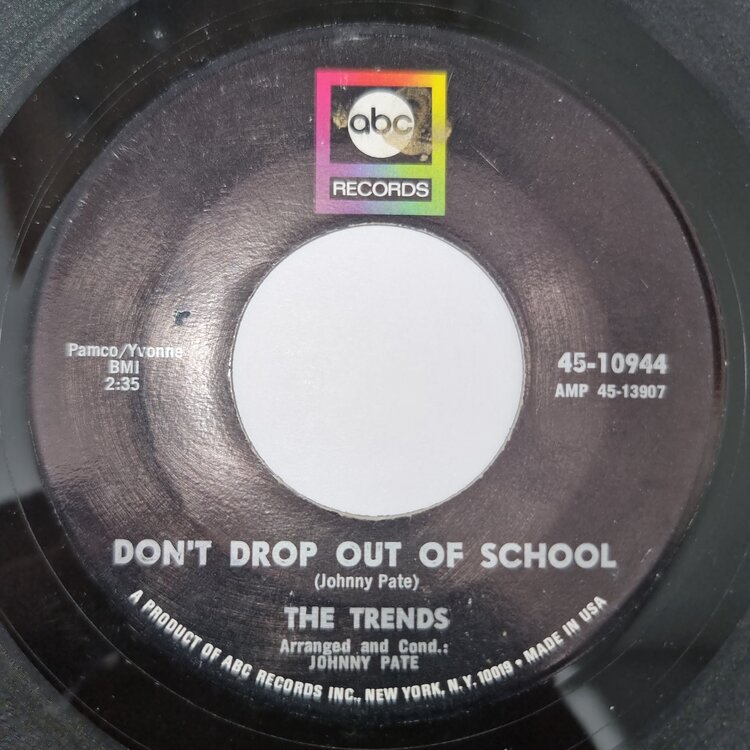 abc
RECORDS
Pamco/Yvonne
BMI
2:35
45-10944
AMP 45-13907
DON'T DROP OUT OF SCHOOL
(Johnny Pate)
THE TRENDS
Arranged and Cond.:
JOHNNY PATE
A PRODUCT OF ABC RECORDS INC., NEW YORK, N.Y. 10019 • MADE IN USA